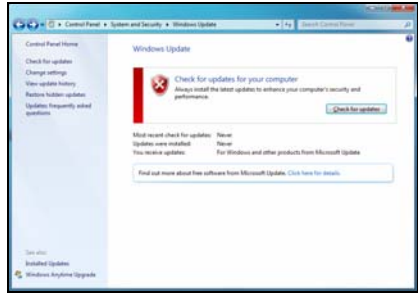 Control Panel ▸ System and Security ▸ Windows Update
Search Control Panel
Control Panel Home
Check for updates
Change settings
View update history
Restore hidden updates
Updates: frequently asked
questions
See also
Installed Updates
Windows Anytime Upgrade
Windows Update
Check for updates for your computer
Always install the latest updates to enhance your computer's security and
performance.
Check for updates
Most recent check for updates: Never
Updates were installed: Never
You receive updates: For Windows and other products from Microsoft Update
Find out more about free software from Microsoft Update. Click here for details.